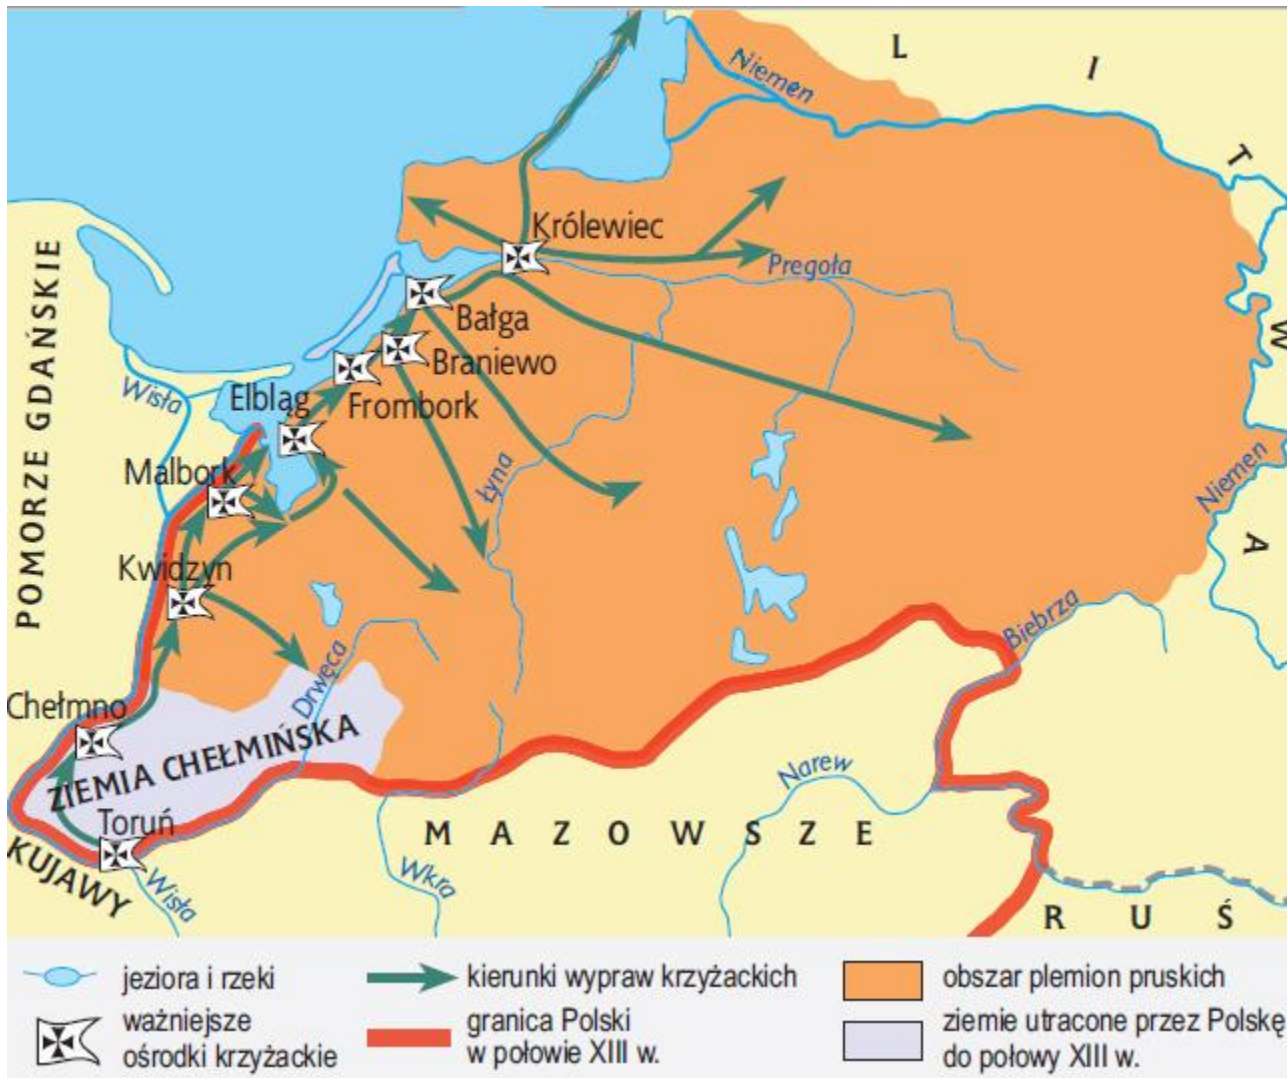 L I T W A
Niemen
POMORZE GDAŃSKIE
Królewiec
Pregoła
Bałga
Braniewo
Wisła
Elbląg
Frombork
Malbork
Łyna
Niemen
Kwidzyn
Biebrza
Drwęca
Chełmno
ZIEMIA CHEŁMIŃSKA
Narew
Toruń
MAZOWSZE
KUJAWY
Wisła
Wkra
RUŚ
jeziora i rzeki
ważniejsze
ośrodki krzyżackie
kierunki wypraw krzyżackich
granica Polski
w połowie XIII w.
obszar plemion pruskich
ziemie utracone przez Polskę
do połowy XIII w.